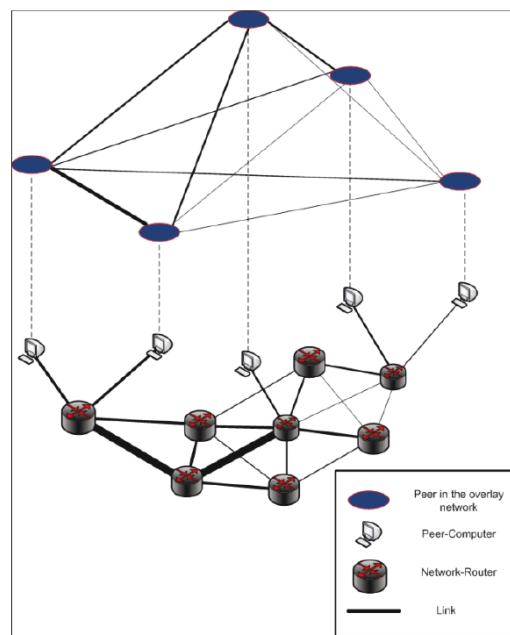 Peer in the overlay
network
Peer-Computer
Network-Router
Link